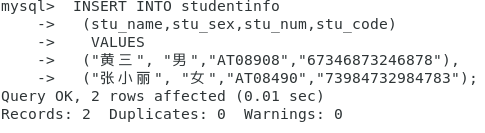 mysql>  INSERT INTO studentinfo
    ->   (stu_name,stu_sex,stu_num,stu_code)
    ->    VALUES
    ->   ("黄三", "男","AT08908","67346873246878"),
    ->   ("张小丽", "女","AT08490","73984732984783");
Query OK, 2 rows affected (0.01 sec)
Records: 2  Duplicates: 0  Warnings: 0